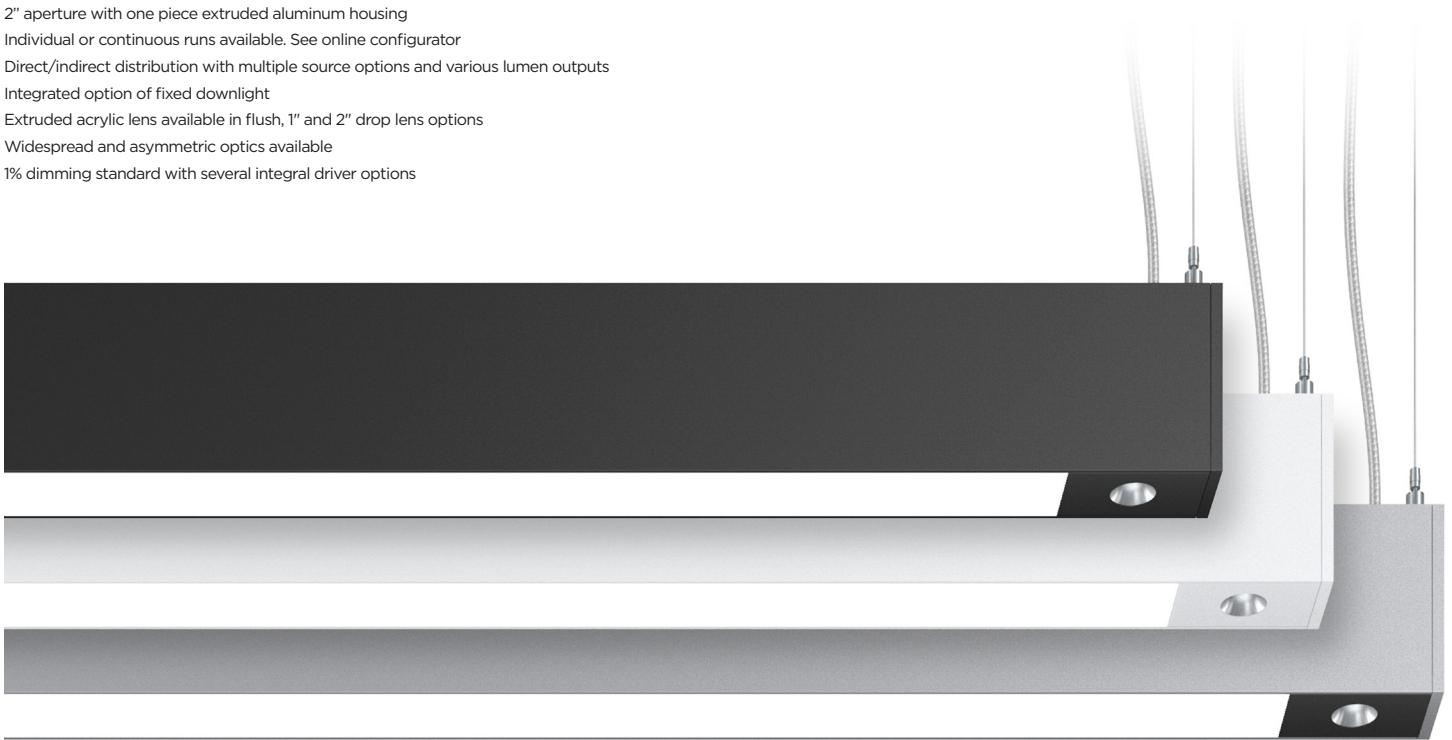 2” aperture with one piece extruded aluminum housing
Individual or continuous runs available. See online configurator
Direct/indirect distribution with multiple source options and various lumen outputs
Integrated option of fixed downlight
Extruded acrylic lens available in flush, 1" and 2" drop lens options
Widespread and asymmetric optics available
1% dimming standard with several integral driver options